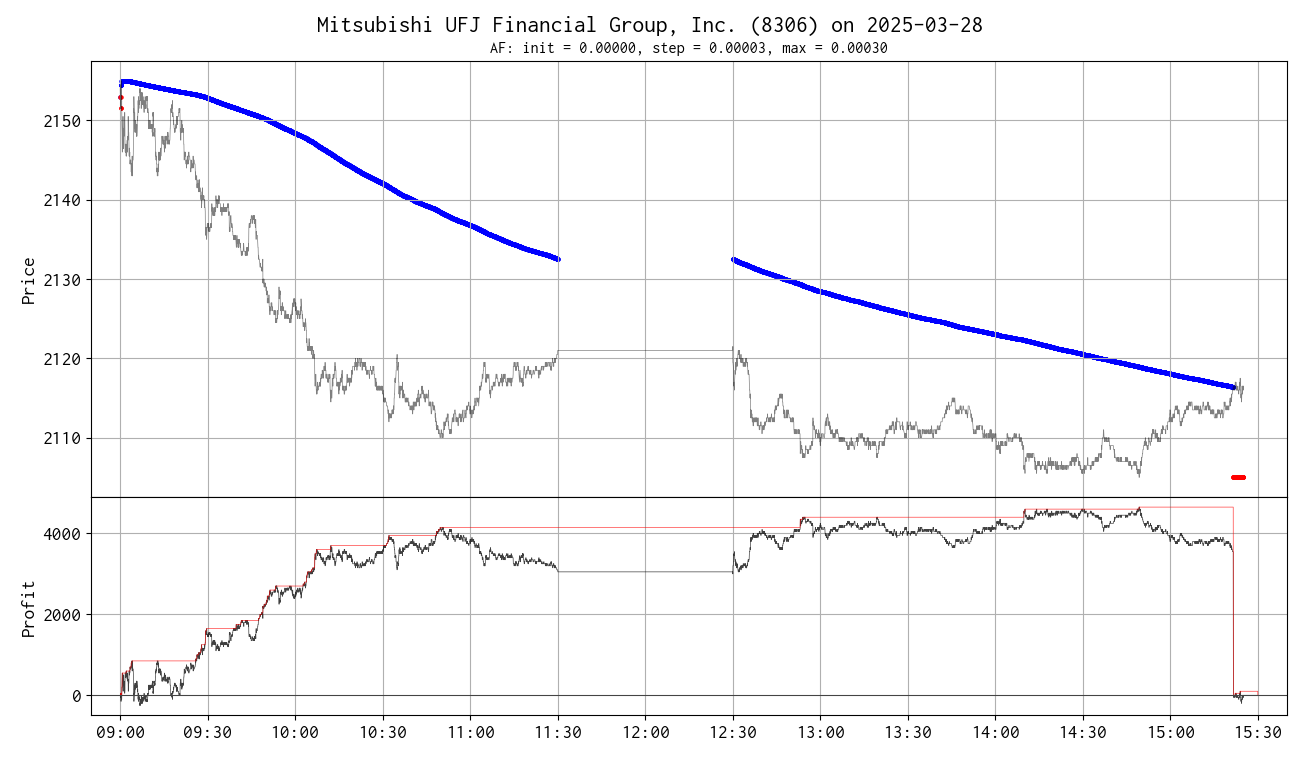 Mitsubishi UFJ Financial Group, Inc. (8306) on 2025-03-28
AF: init = 0.00000, step = 0.00003, max = 0.00030
Price
2150
2140
2130
2120
2110
Profit
4000
2000
0
09:00 09:30 10:00 10:30 11:00 11:30 12:00 12:30 13:00 13:30 14:00 14:30 15:00 15:30